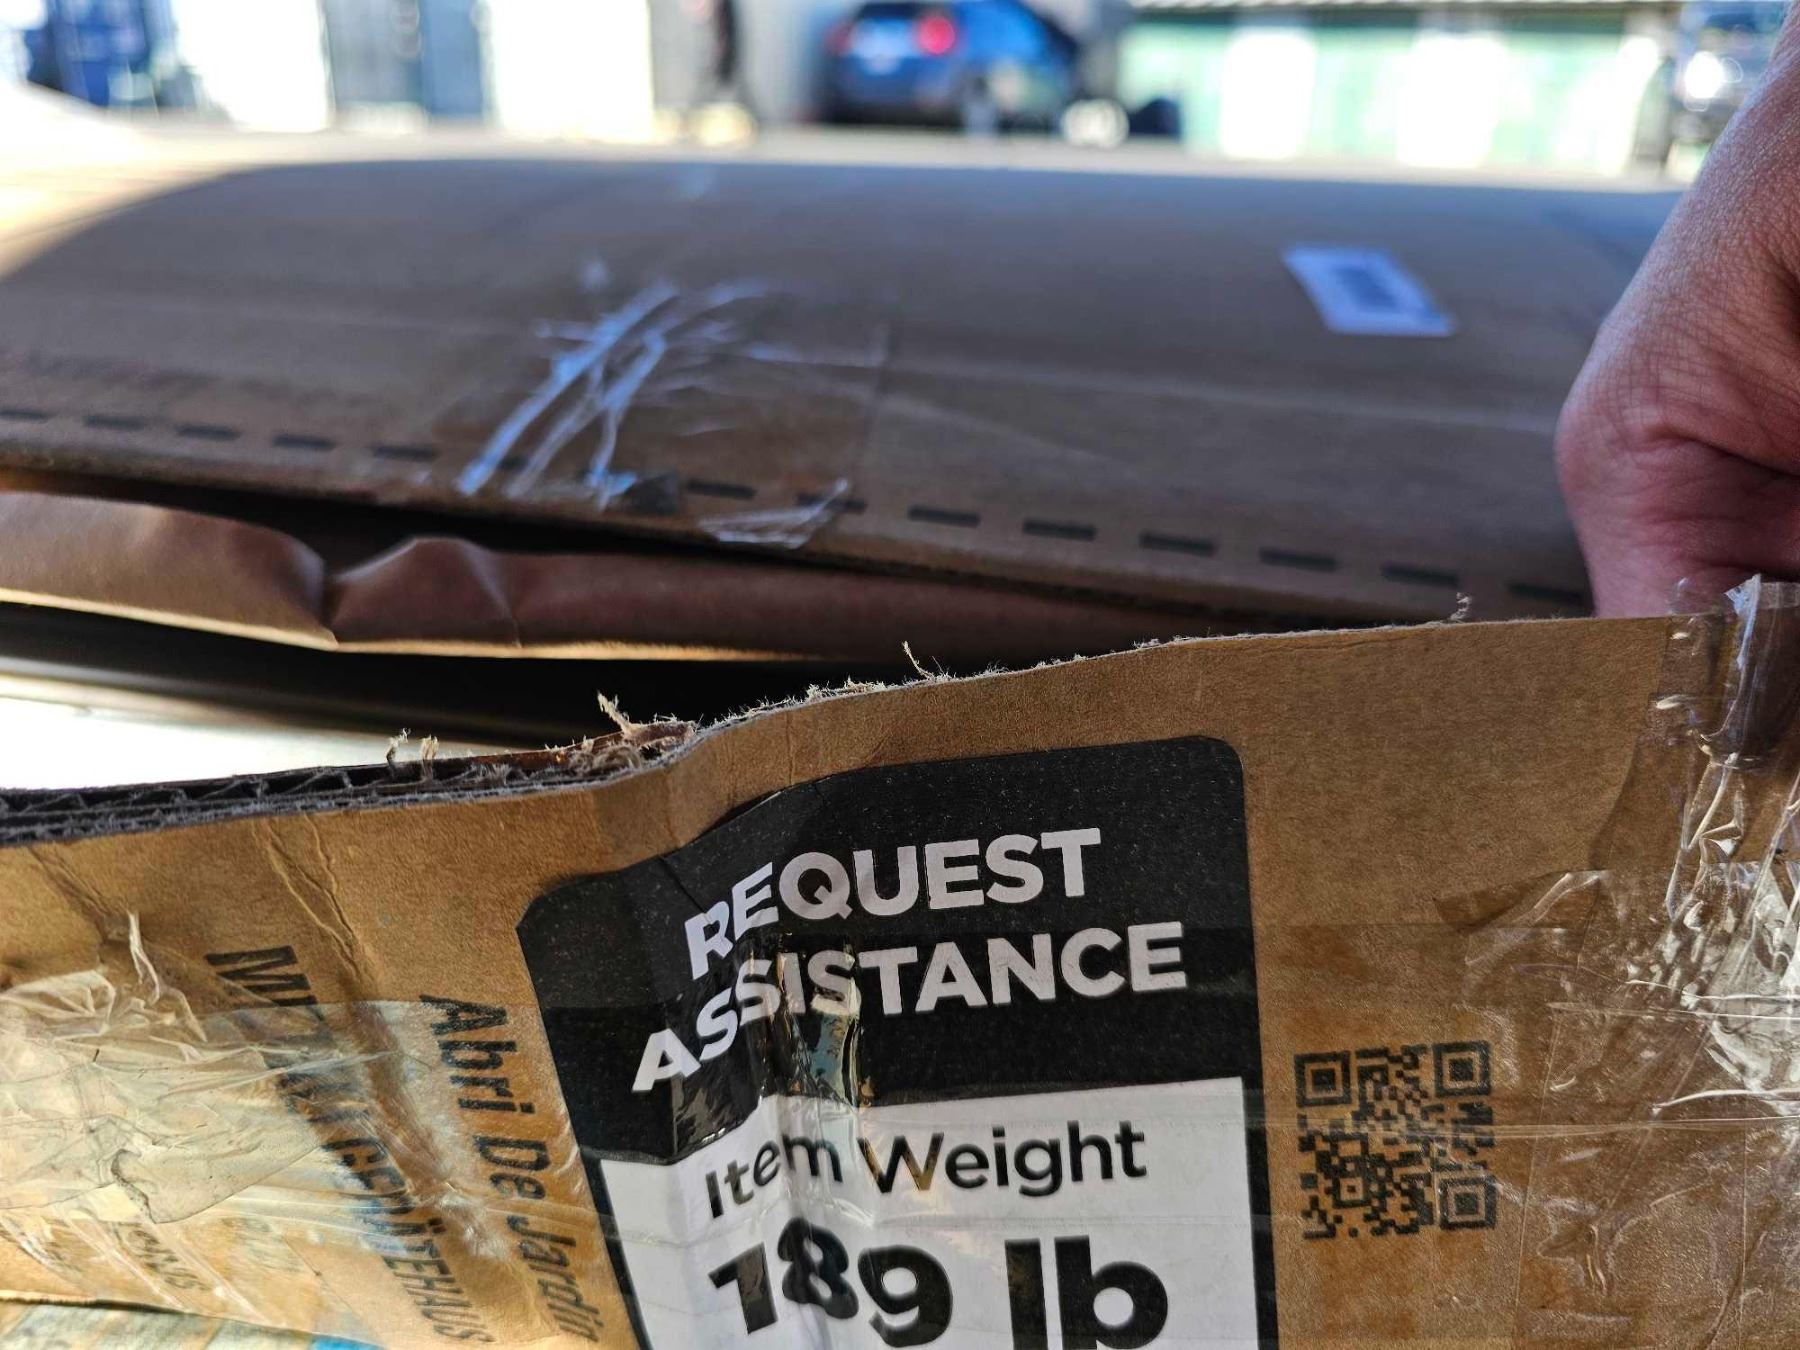 REQUEST
ASSISTANCE
Item Weight
189 lb
Abri De Jardin